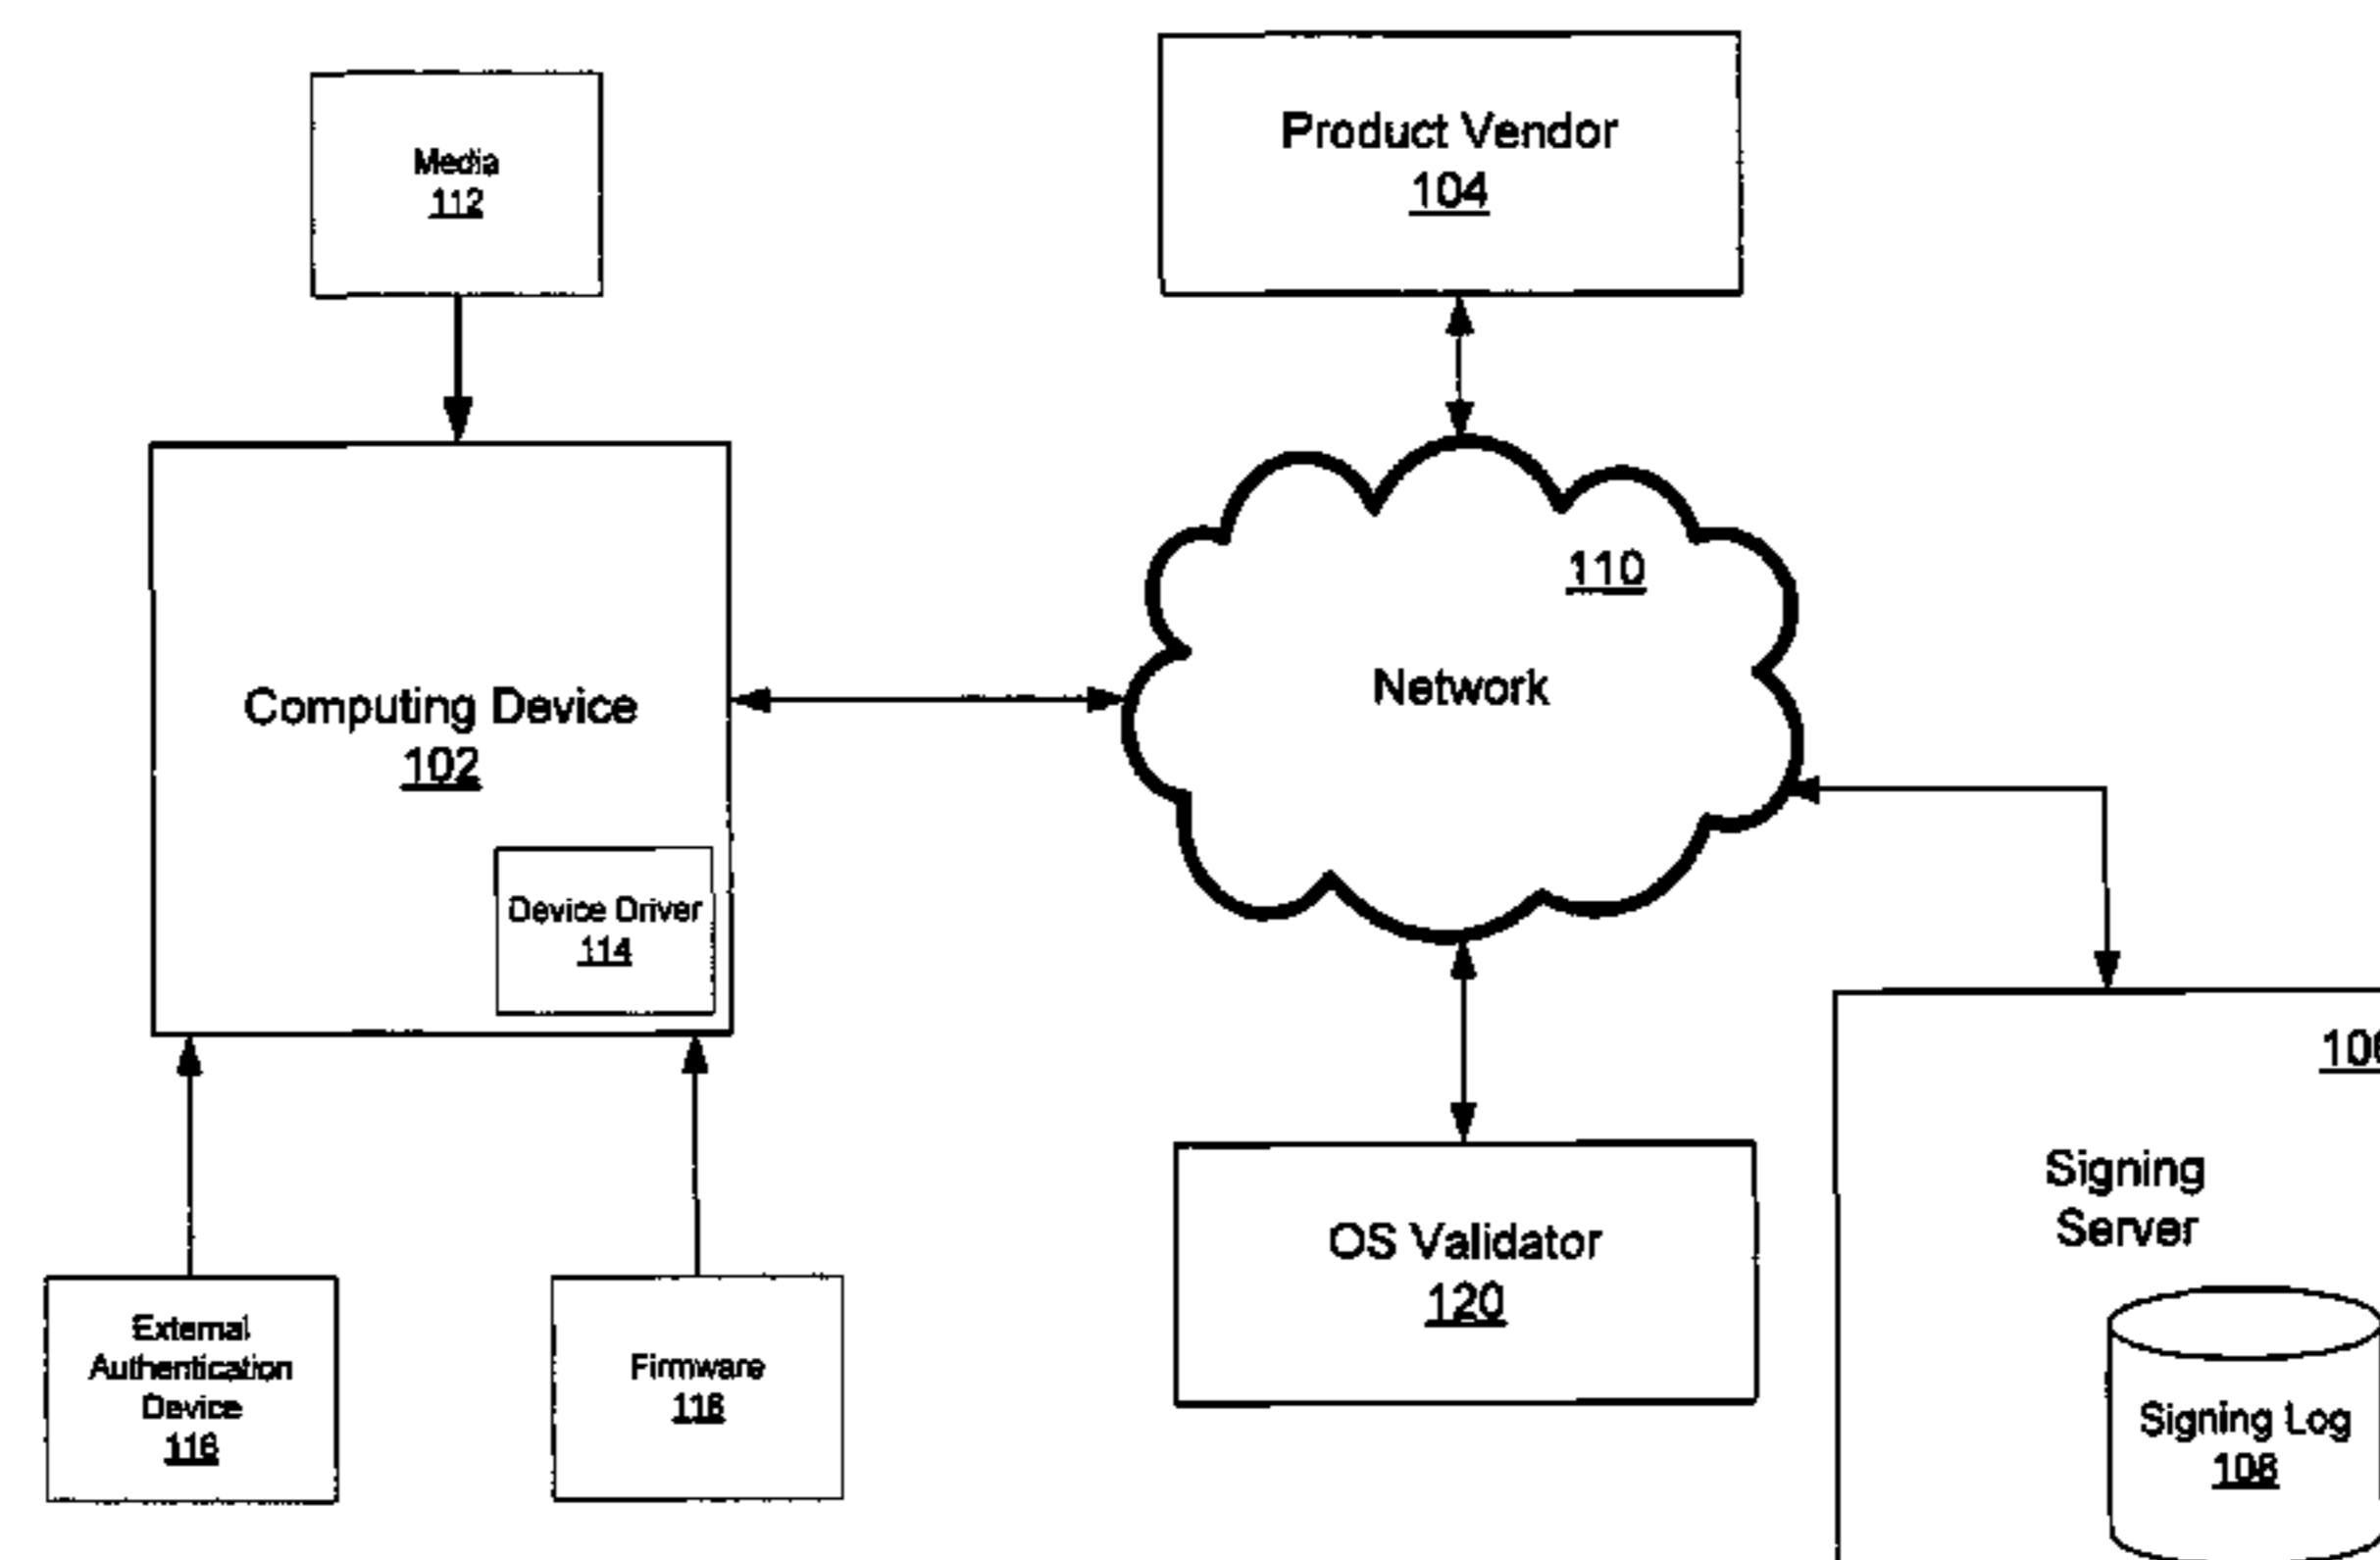 Media
112
Product Vendor
104
110
Network
Computing Device
102
Device Driver
114
Signing
Server
OS Validator
120
External
Authentication
Device
116
Firmware
118
Signing Log
108